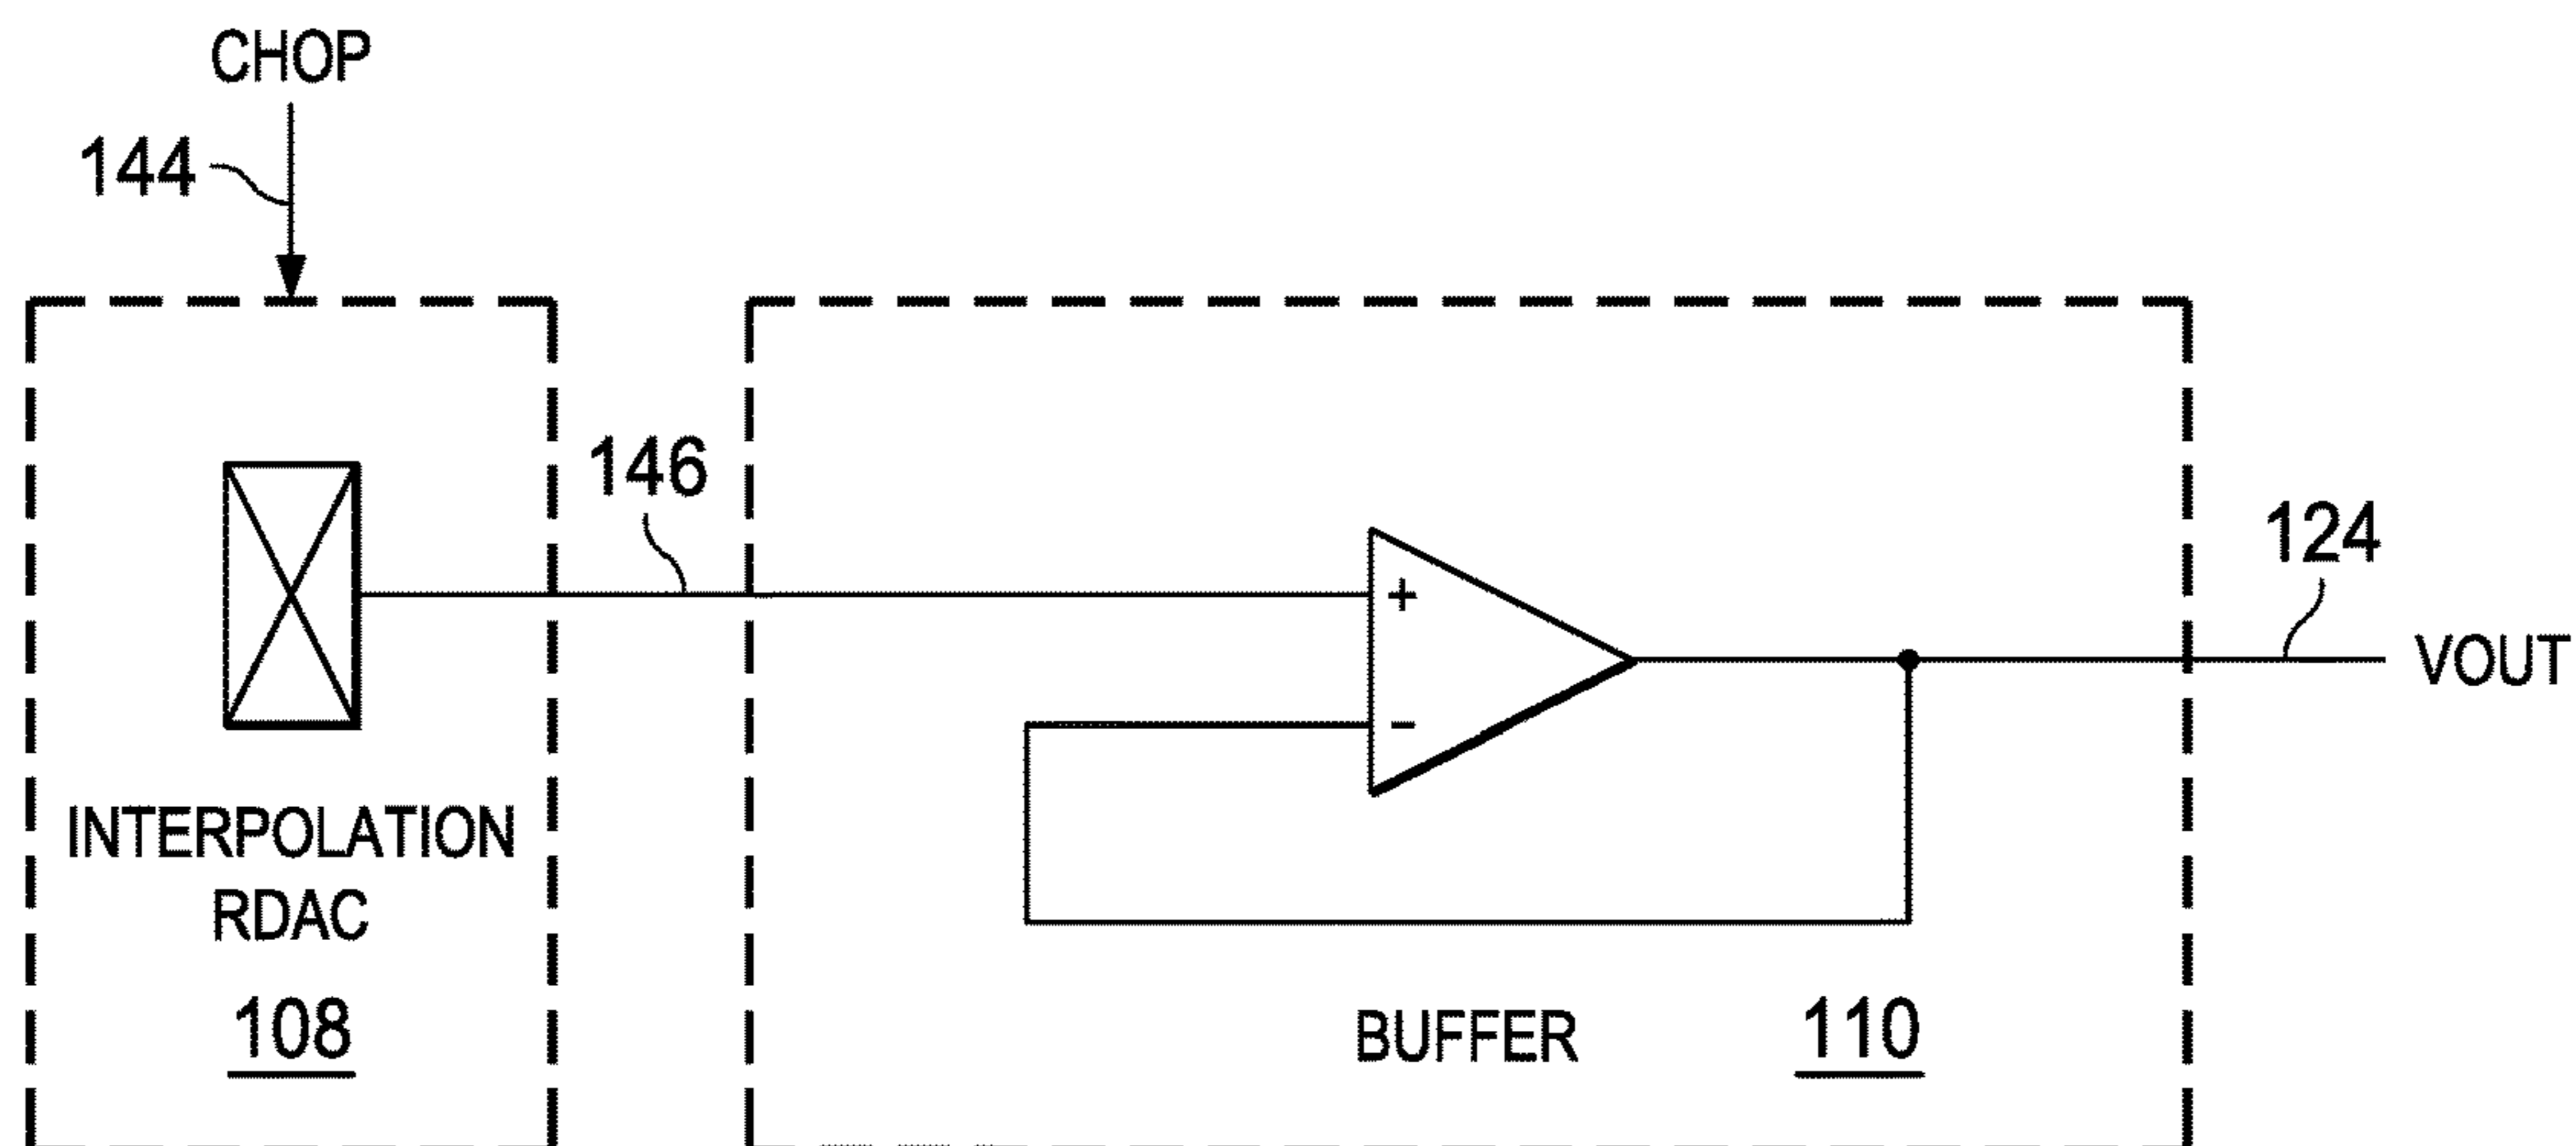 CHOP
144
146
124
+
-
VOUT
INTERPOLATION
RDAC
108
BUFFER
110